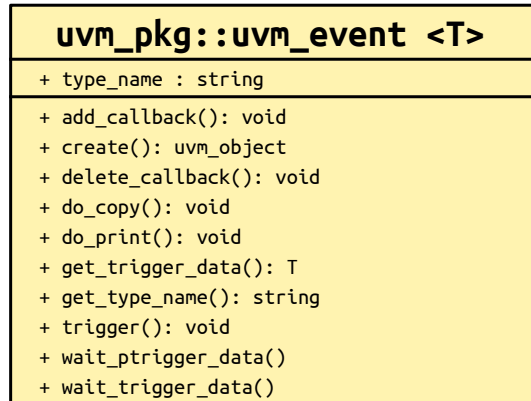 uvm_pkg::uvm_event <T>
+ type_name : string
+ add_callback(): void
+ create(): uvm_object
+ delete_callback(): void
+ do_copy(): void
+ do_print(): void
+ get_trigger_data(): T
+ get_type_name(): string
+ trigger(): void
+ wait_ptrigger_data()
+ wait_trigger_data()